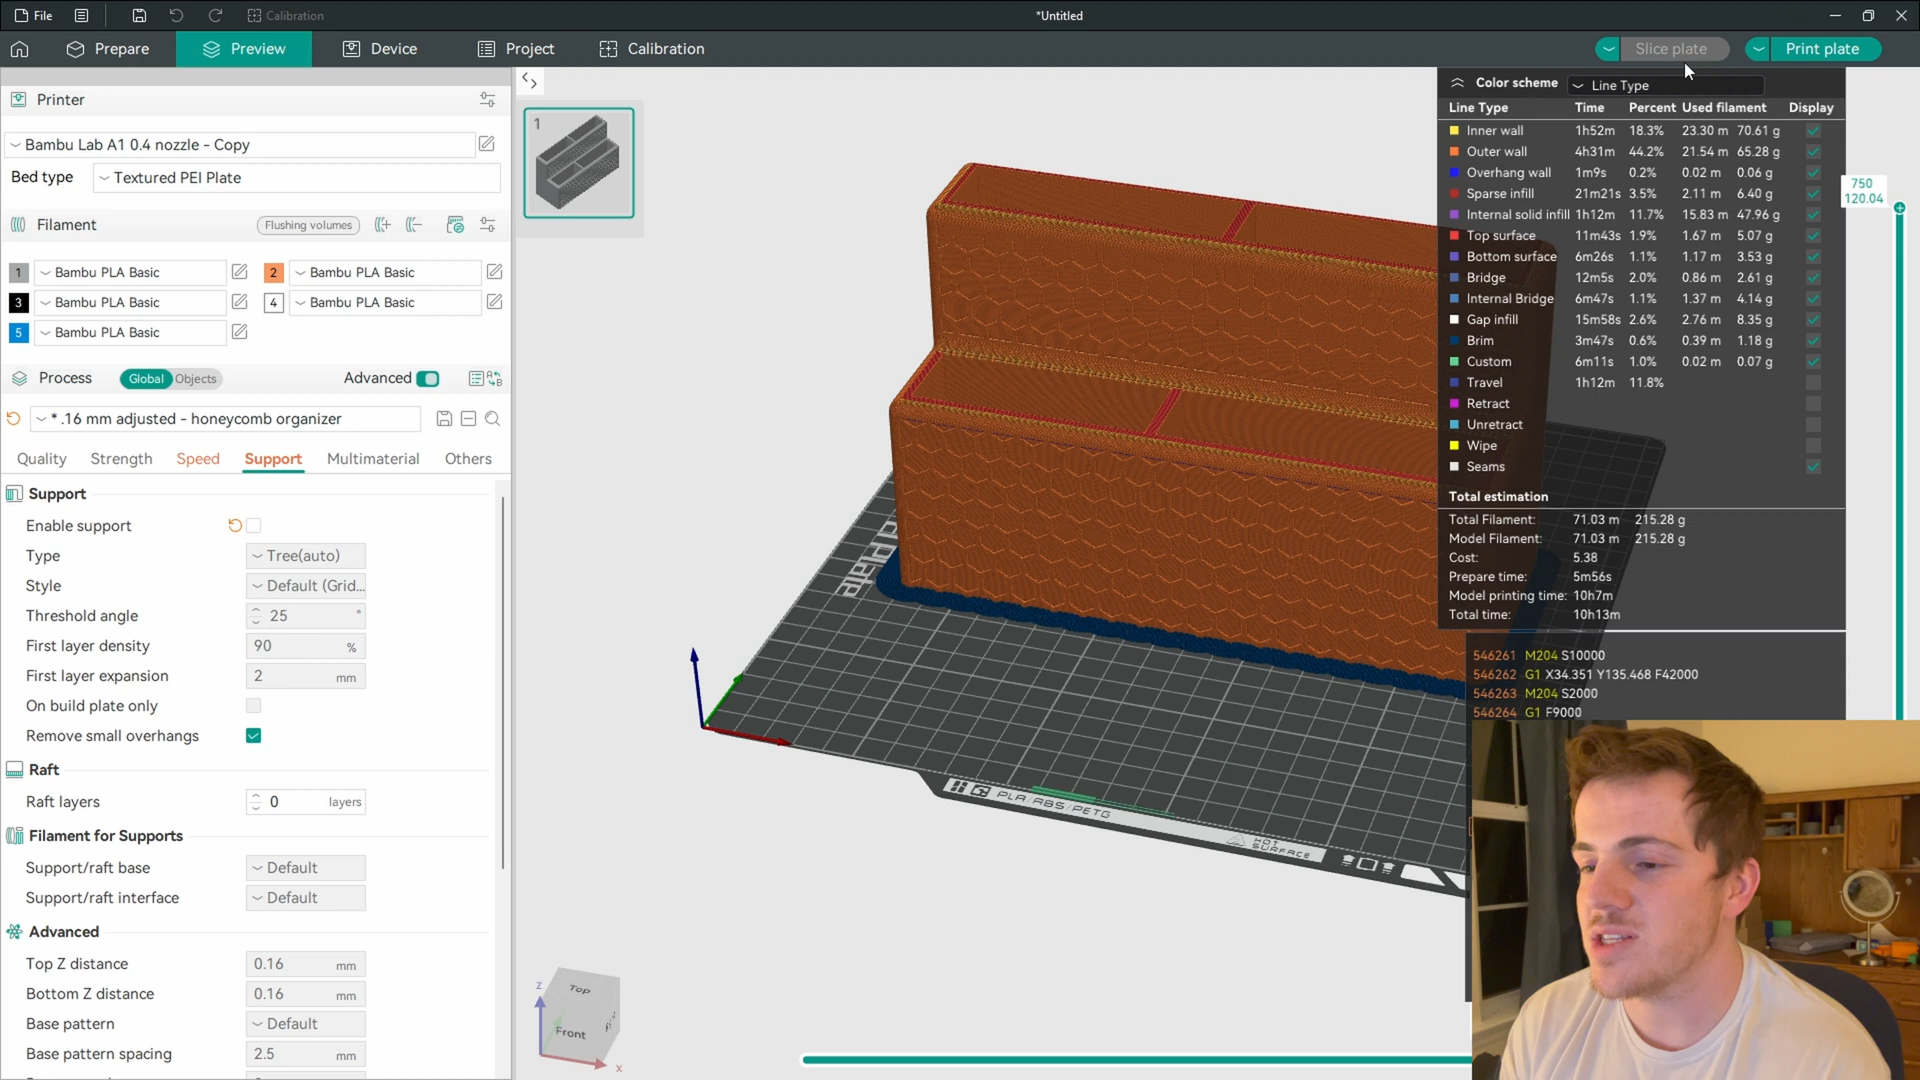 File
Calibration
*Untitled
Prepare
Preview
Device
Project
Calibration
Slice plate
Print plate
Printer
Bambu Lab A1 0.4 nozzle - Copy
Bed type
Textured PEI Plate
Filament
Flushing volumes
1 Bambu PLA Basic
2 Bambu PLA Basic
3 Bambu PLA Basic
4 Bambu PLA Basic
5 Bambu PLA Basic
Process
Global Objects
Advanced
* .16 mm adjusted - honeycomb organizer
Quality
Strength
Speed
Support
Multimaterial
Others
Support
Enable support
Type Tree(auto)
Style Default (Grid...
Threshold angle 25 °
First layer density 90 %
First layer expansion 2 mm
On build plate only
Remove small overhangs
Raft
Raft layers 0 layers
Filament for Supports
Support/raft base Default
Support/raft interface Default
Advanced
Top Z distance 0.16 mm
Bottom Z distance 0.16 mm
Base pattern Default
Base pattern spacing 2.5 mm
1
Plate
PLA/ABS/PETG
HOT
SURFACE
Top
Front
Z
X
Color scheme Line Type
Line Type Time Percent Used filament Display
Inner wall 1h52m 18.3% 23.30 m 70.61 g
Outer wall 4h31m 44.2% 21.54 m 65.28 g
Overhang wall 1m9s 0.2% 0.02 m 0.06 g
Sparse infill 21m21s 3.5% 2.11 m 6.40 g
Internal solid infill 1h12m 11.7% 15.83 m 47.96 g
Top surface 11m43s 1.9% 1.67 m 5.07 g
Bottom surface 6m26s 1.1% 1.17 m 3.53 g
Bridge 12m5s 2.0% 0.86 m 2.61 g
Internal Bridge 6m47s 1.1% 1.37 m 4.14 g
Gap infill 15m58s 2.6% 2.76 m 8.35 g
Brim 3m47s 0.6% 0.39 m 1.18 g
Custom 6m11s 1.0% 0.02 m 0.07 g
Travel 1h12m 11.8%
Retract
Unretract
Wipe
Seams
Total estimation
Total Filament: 71.03 m 215.28 g
Model Filament: 71.03 m 215.28 g
Cost: 5.38
Prepare time: 5m56s
Model printing time: 10h7m
Total time: 10h13m
750
120.04
546261 M204 S10000
546262 G1 X34.351 Y135.468 F42000
546263 M204 S2000
546264 G1 F9000